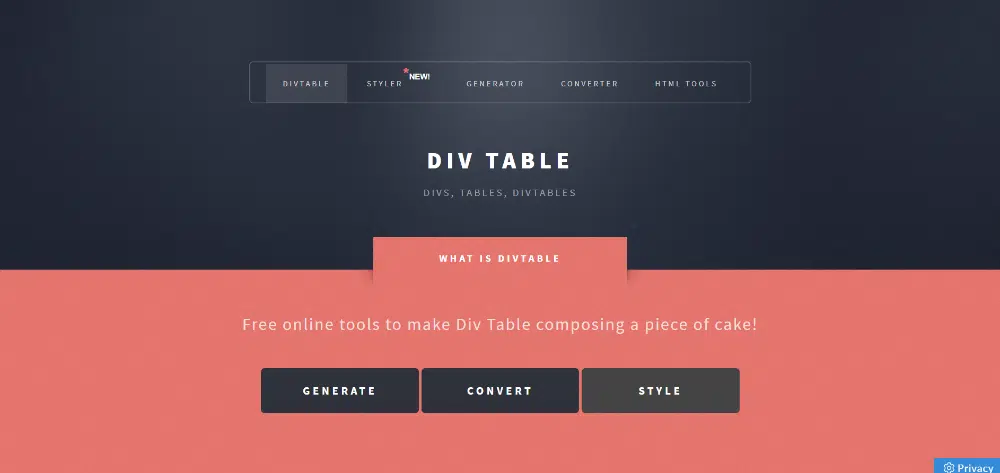 DIVTABLE STYLER NEW! GENERATOR CONVERTER HTML TOOLS
DIV TABLE
DIVS, TABLES, DIVTABLES
WHAT IS DIVTABLE
Free online tools to make Div Table composing a piece of cake!
GENERATE CONVERT STYLE
Privacy